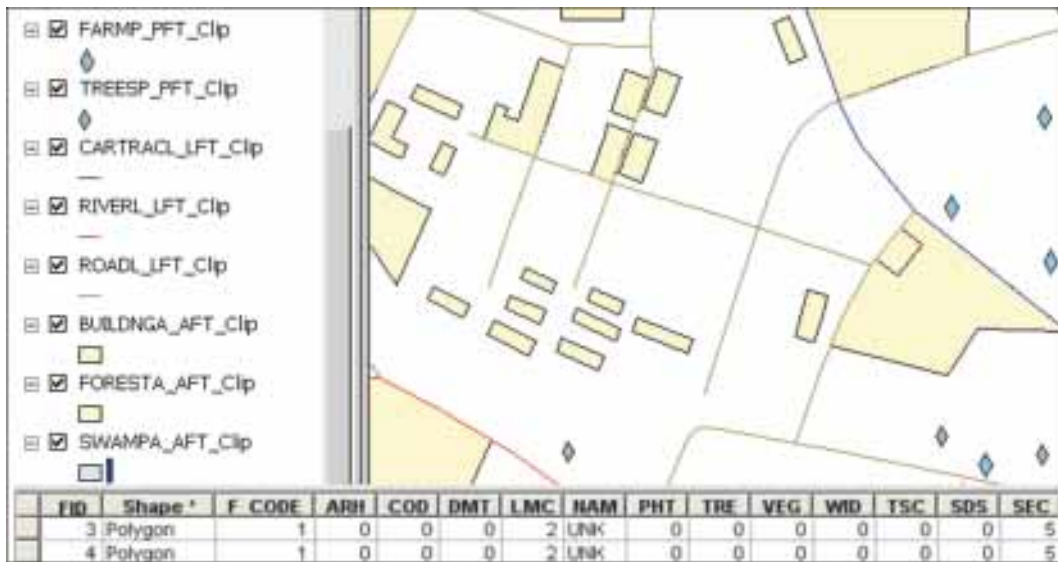 FARMP_PFT_Clip
TREESP_PFT_Clip
CARTRACL_LFT_Clip
RIVERL_LFT_Clip
ROADL_LFT_Clip
BUILDNGA_AFT_Clip
FORESTA_AFT_Clip
SWAMPA_AFT_Clip
FID Shape * F_CODE ARH COD DMT LMC NAM PHT TRE VEG WID TSC SDS SEC
3 Polygon 1 0 0 0 2 UNK 0 0 0 0 0 0 5
4 Polygon 1 0 0 0 2 UNK 0 0 0 0 0 0 5